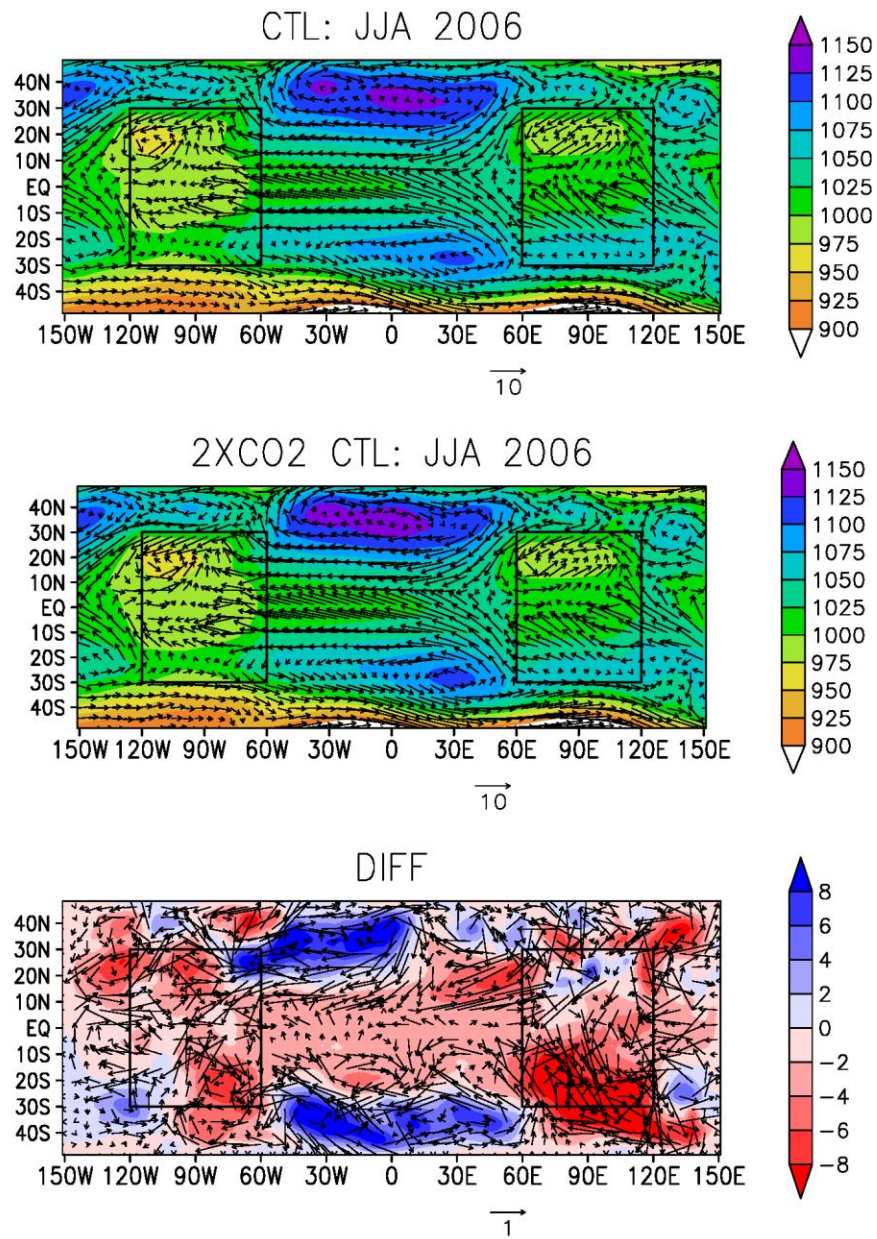 CTL: JJA 2006
40N
30N
20N
10N
EQ
10S
20S
30S
40S
150W 120W 90W 60W 30W 0 30E 60E 90E 120E 150E
10
1150
1125
1100
1075
1050
1025
1000
975
950
925
900
2XCO2 CTL: JJA 2006
40N
30N
20N
10N
EQ
10S
20S
30S
40S
150W 120W 90W 60W 30W 0 30E 60E 90E 120E 150E
10
1150
1125
1100
1075
1050
1025
1000
975
950
925
900
DIFF
40N
30N
20N
10N
EQ
10S
20S
30S
40S
150W 120W 90W 60W 30W 0 30E 60E 90E 120E 150E
1
8
6
4
2
0
-2
-4
-6
-8